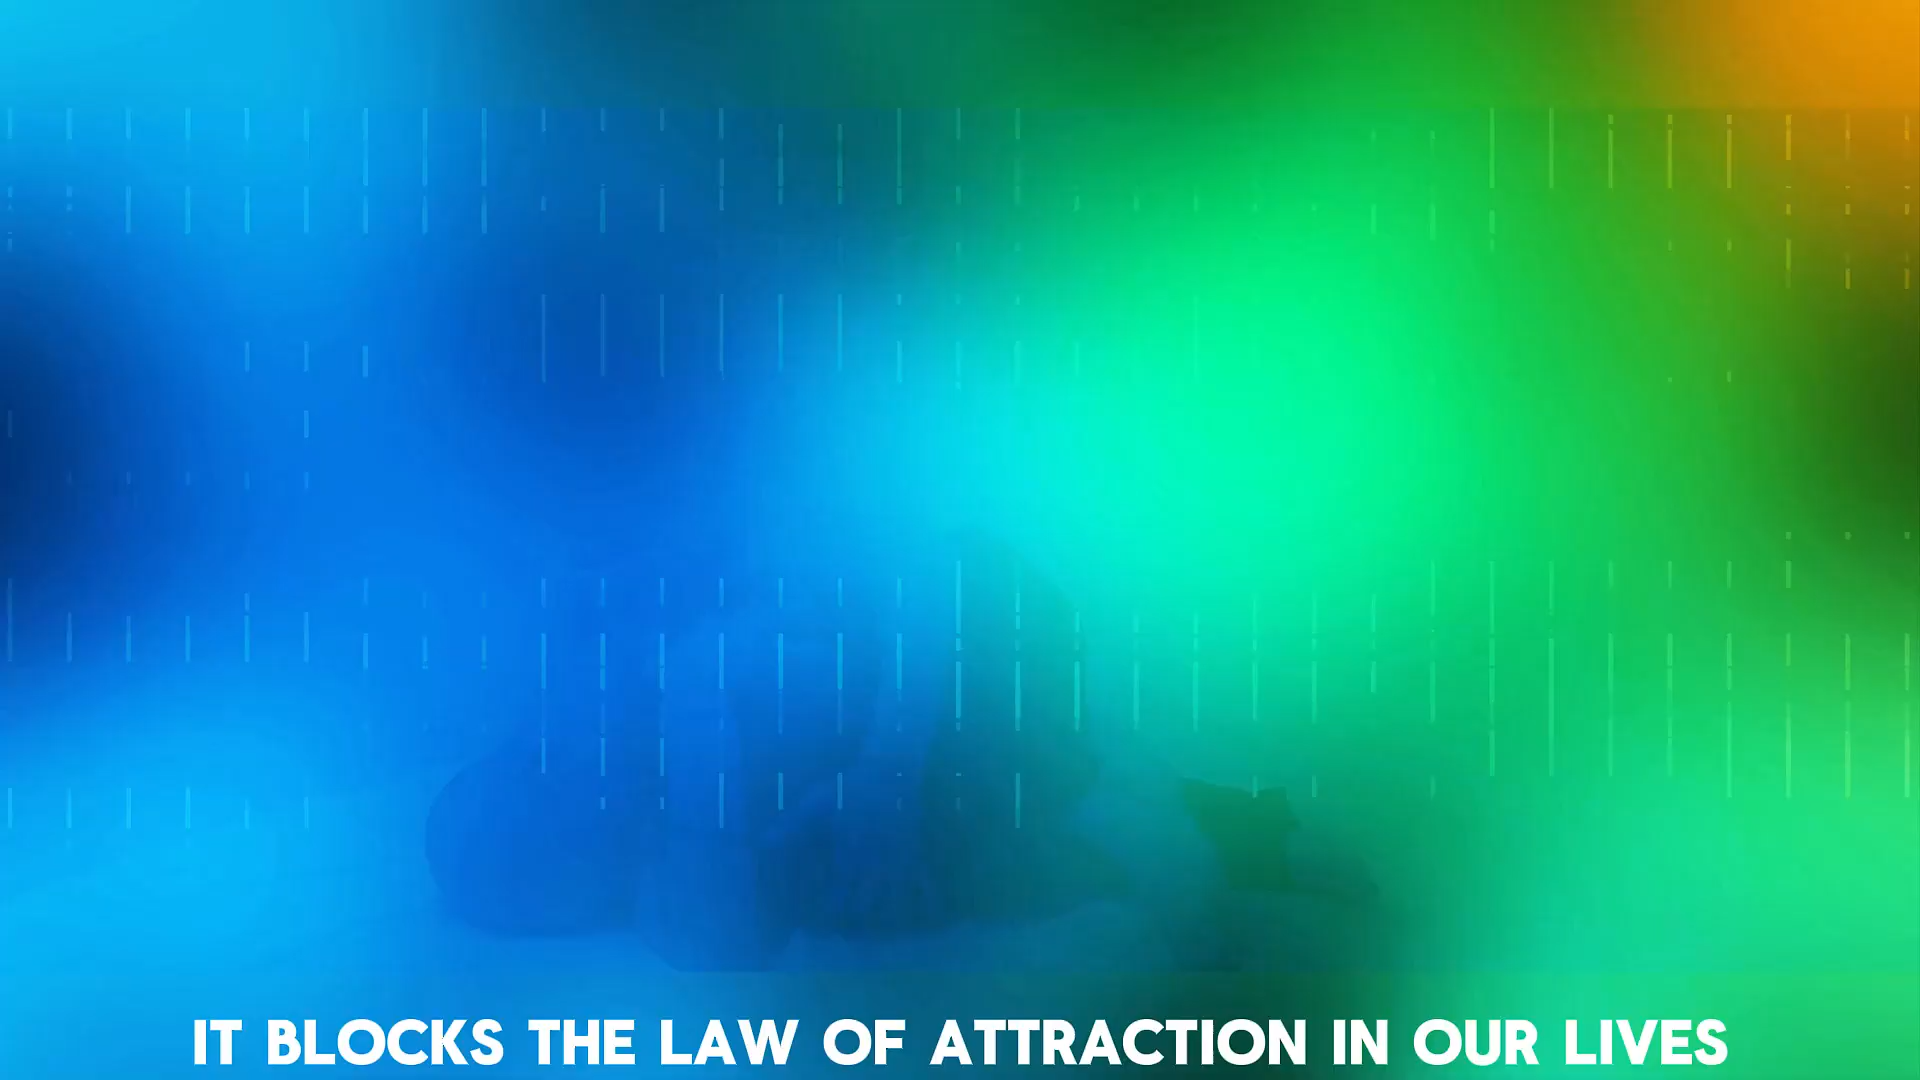 IT BLOCKS THE LAW OF ATTRACTION IN OUR LIVES